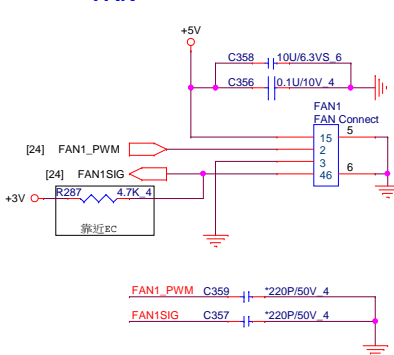 +5V
C358 10U/6.3VS_6
C356 0.1U/10V_4
FAN1
FAN Connect
15 5
[24] FAN1_PWM 2
3
[24] FAN1SIG 46 6
+3V R287 4.7K_4
靠近EC
FAN1_PWM C359 *220P/50V_4
FAN1SIG C357 *220P/50V_4